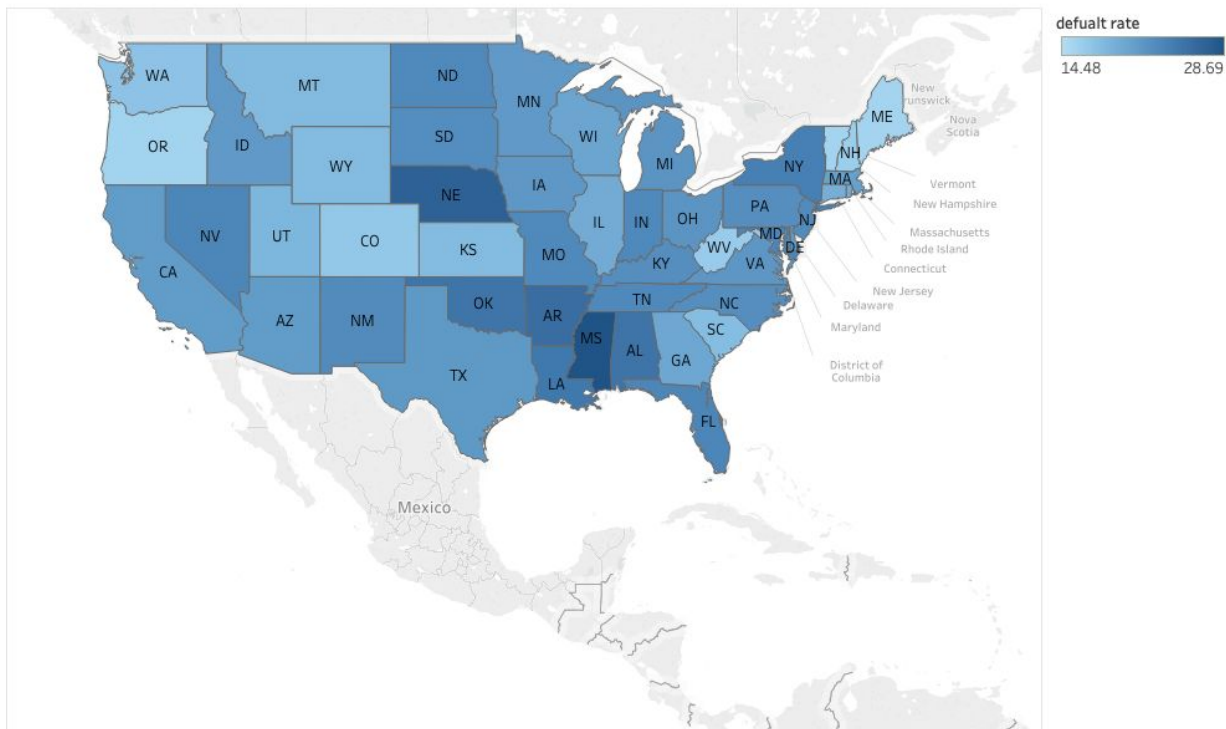 defualt rate
14.48 28.69
WA
MT
ND
MN
ME
New
runswick
Nova
Scotia
OR
ID
SD
WI
MI
NY
NH
WY
MA
Vermont
NE
IA
PA
New Hampshire
NV
UT
CO
IL
IN
OH
NJ
MD
DE
Massachusetts
Rhode Island
CA
KS
MO
WV
VA
KY
Connecticut
New Jersey
Delaware
Maryland
AZ
NM
OK
AR
TN
NC
SC
MS
AL
GA
District of
Columbia
TX
LA
FL
Mexico